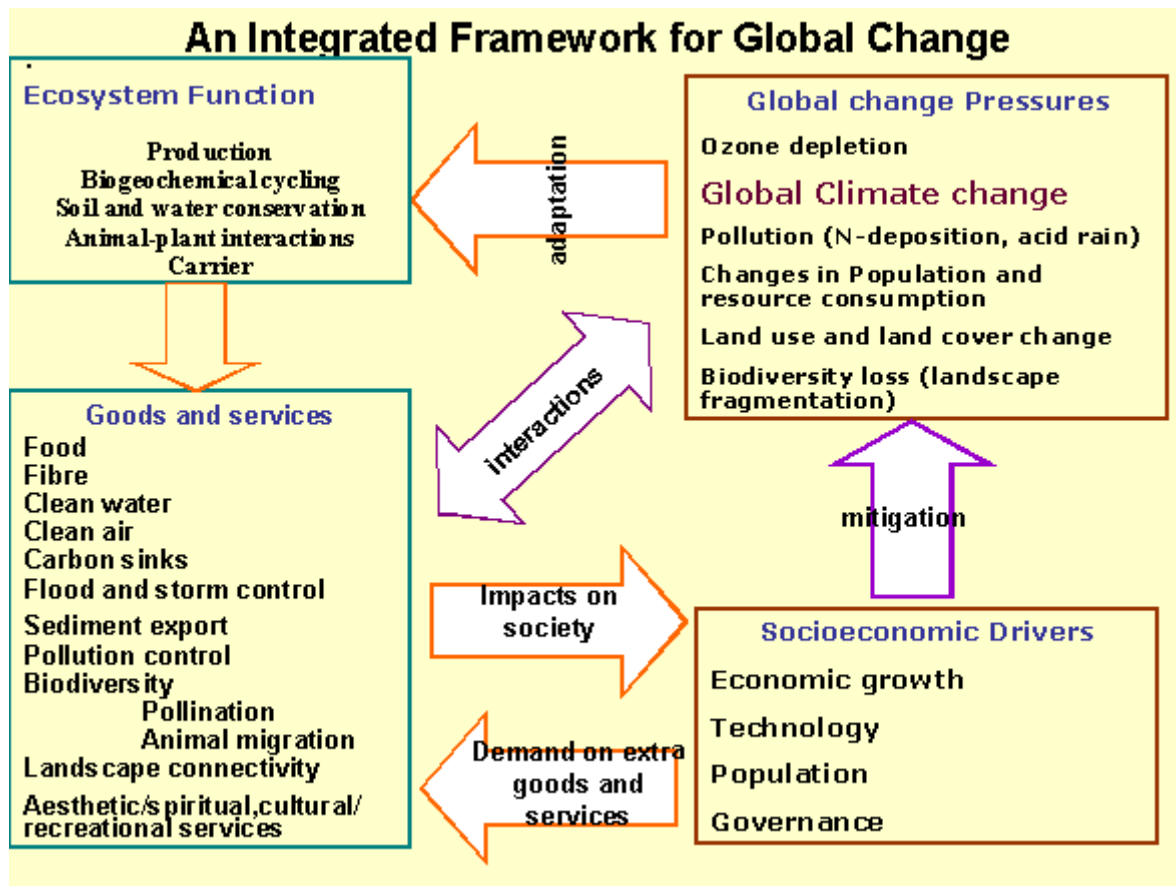 An Integrated Framework for Global Change
.
Ecosystem Function
Production
Biogeochemical cycling
Soil and water conservation
Animal-plant interactions
Carrier
adaptation
Global change Pressures
Ozone depletion
Global Climate change
Pollution (N-deposition, acid rain)
Changes in Population and
resource consumption
Land use and land cover change
Biodiversity loss (landscape
fragmentation)
interactions
mitigation
Goods and services
Food
Fibre
Clean water
Clean air
Carbon sinks
Flood and storm control
Sediment export
Pollution control
Biodiversity
Pollination
Animal migration
Landscape connectivity
Aesthetic/spiritual,cultural/
recreational services
Impacts on
society
Demand on extra
goods and
services
Socioeconomic Drivers
Economic growth
Technology
Population
Governance